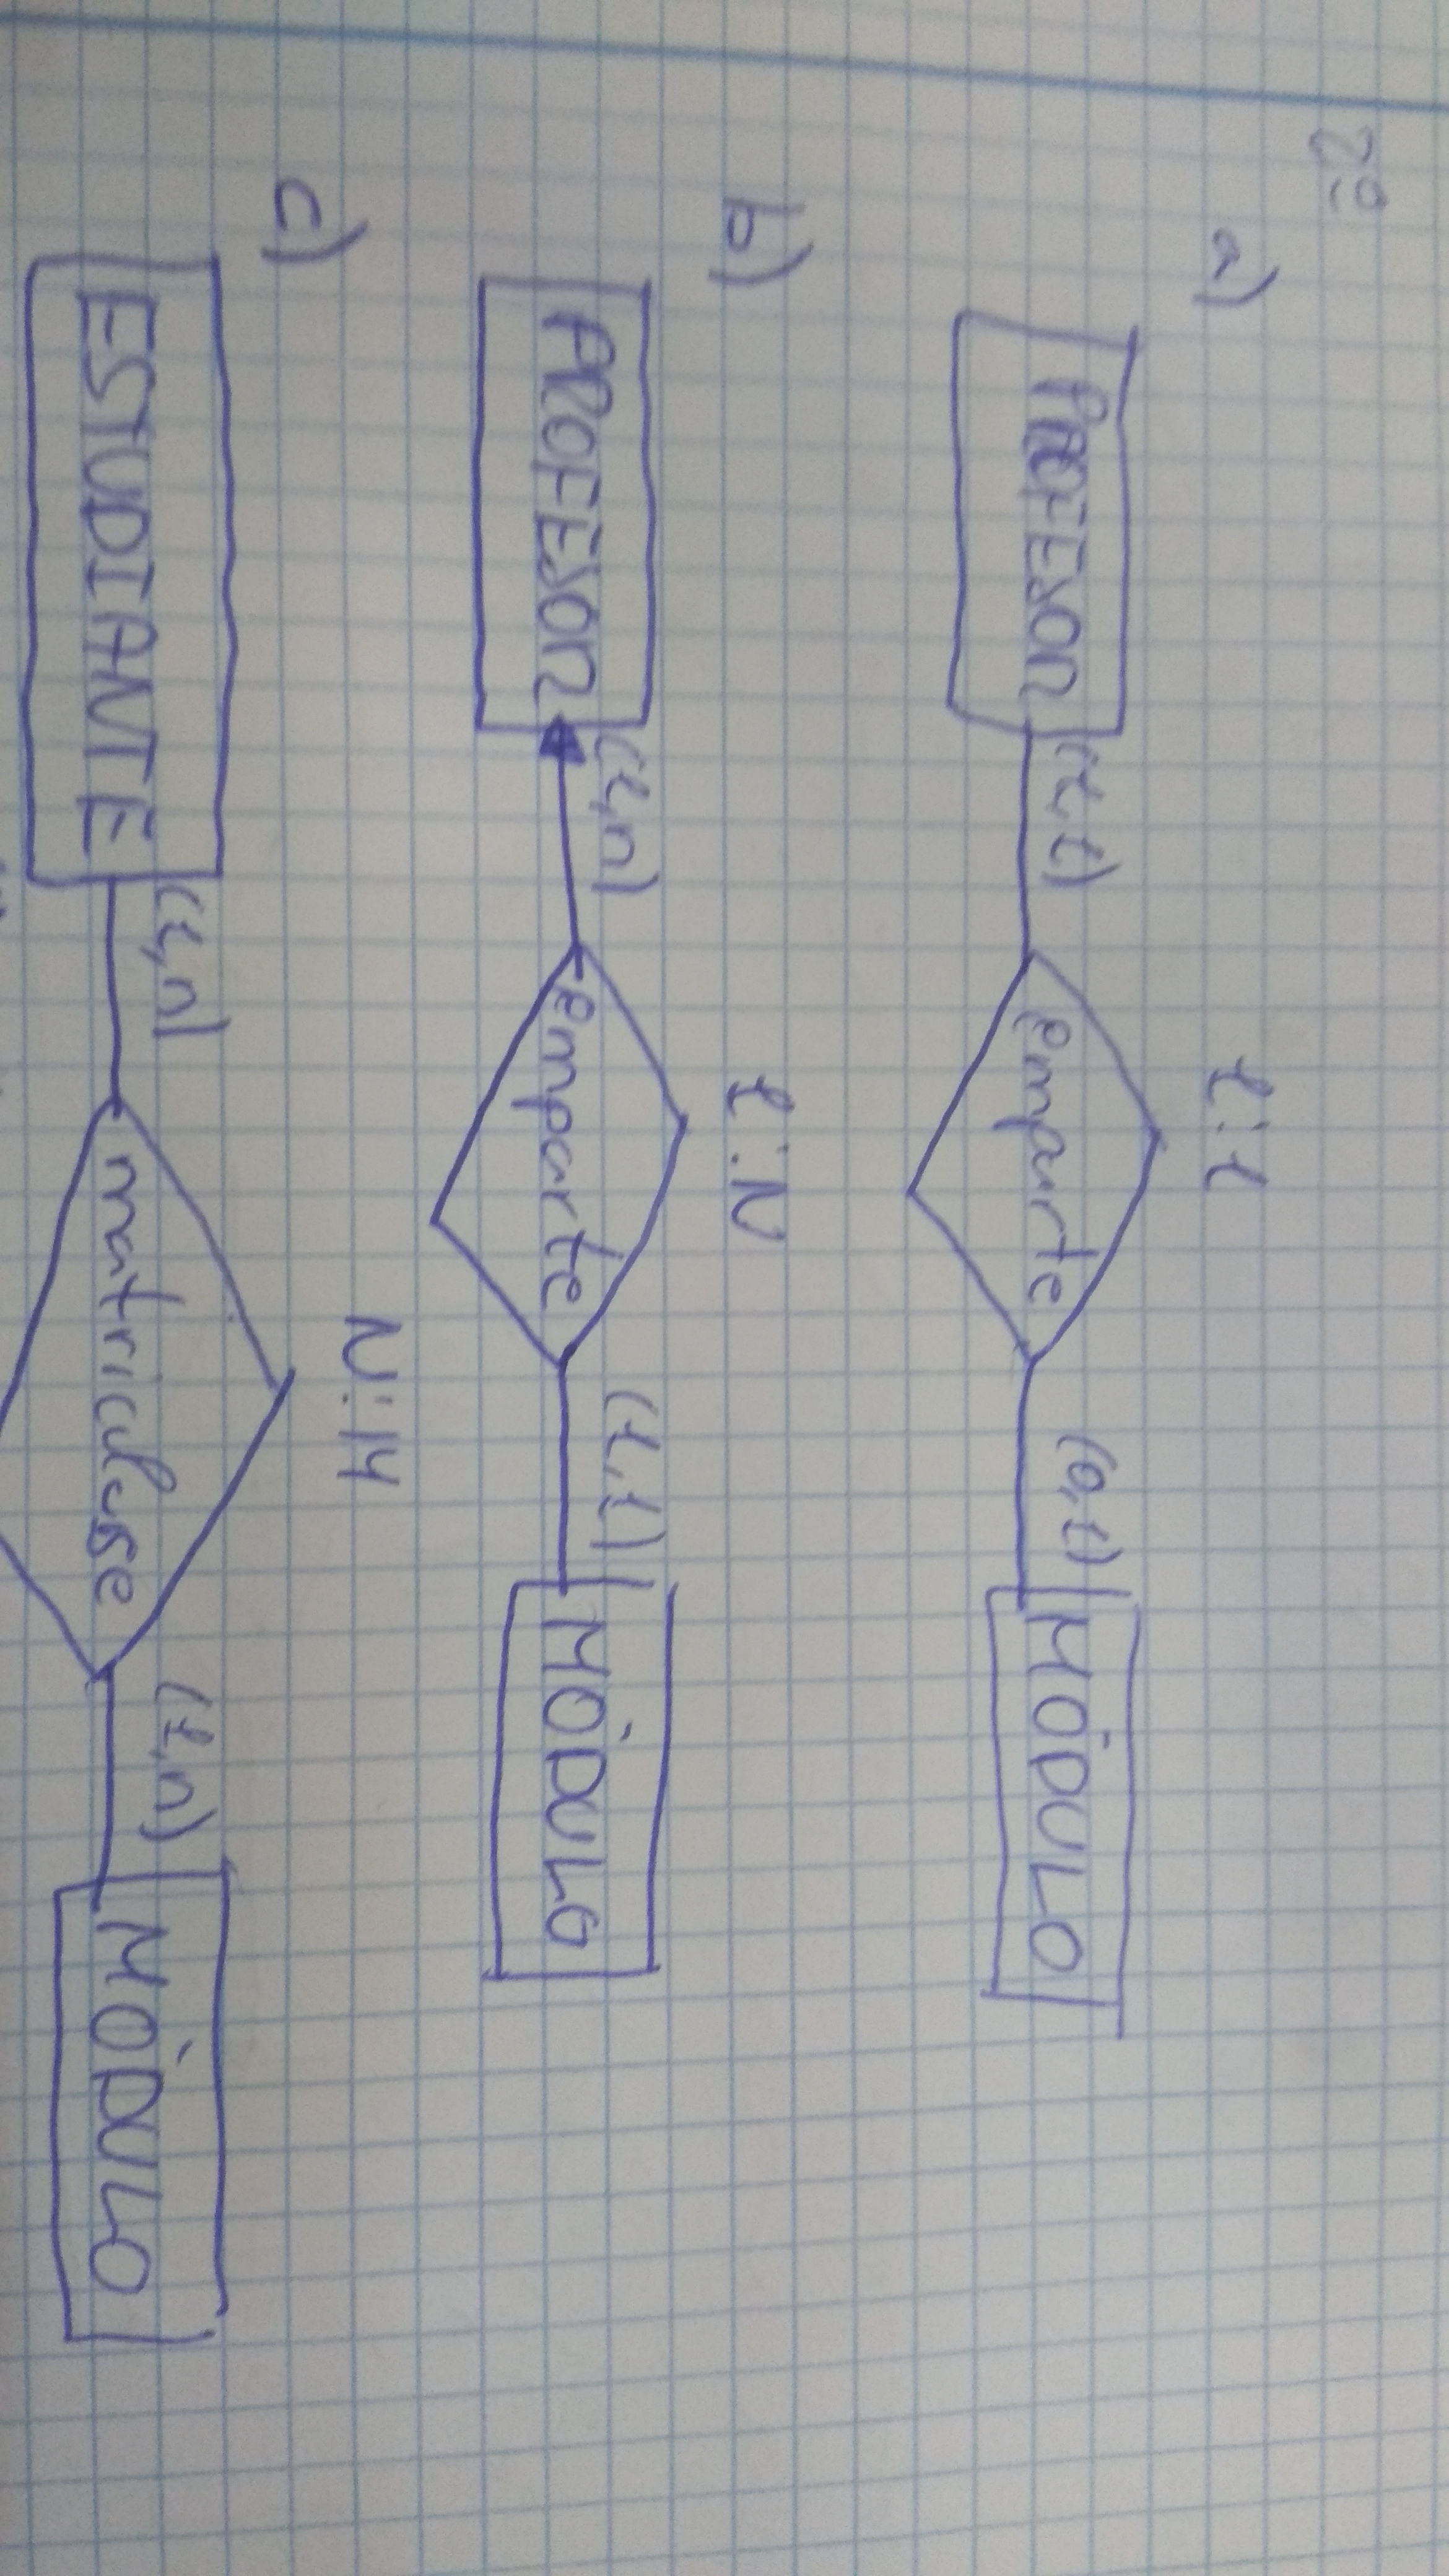 2º
a)
1:1
PROFESOR (1,1) emparte (0,1) MÓDULO
b)
1:N
PROFESOR (1,n) emparte (1,1) MÓDULO
c)
N:M
ESTUDIANTE (1,n) matriculase (1,n) MÓDULO